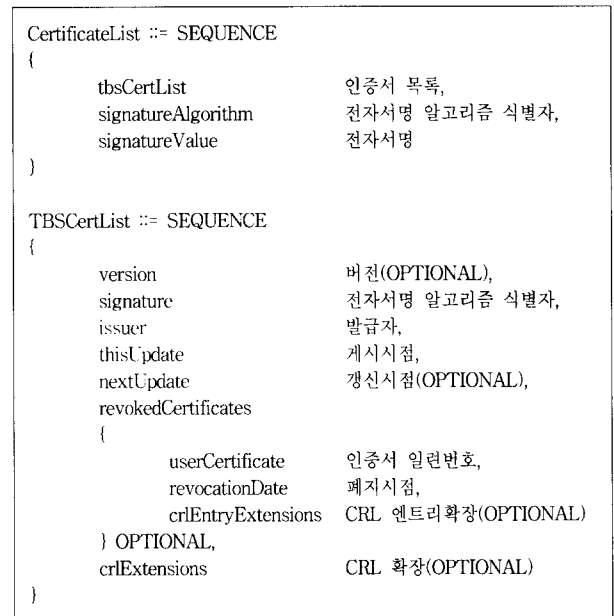 CertificateList ::= SEQUENCE
{
tbsCertList 인증서 목록,
signatureAlgorithm 전자서명 알고리즘 식별자,
signatureValue 전자서명
}
TBSCertList ::= SEQUENCE
{
version 버전(OPTIONAL),
signature 전자서명 알고리즘 식별자,
issuer 발급자,
thisUpdate 게시시점,
nextUpdate 갱신시점(OPTIONAL),
revokedCertificates
{
userCertificate 인증서 일련번호,
revocationDate 폐지시점,
crlEntryExtensions CRL 엔트리확장(OPTIONAL)
} OPTIONAL,
crlExtensions CRL 확장(OPTIONAL)
}